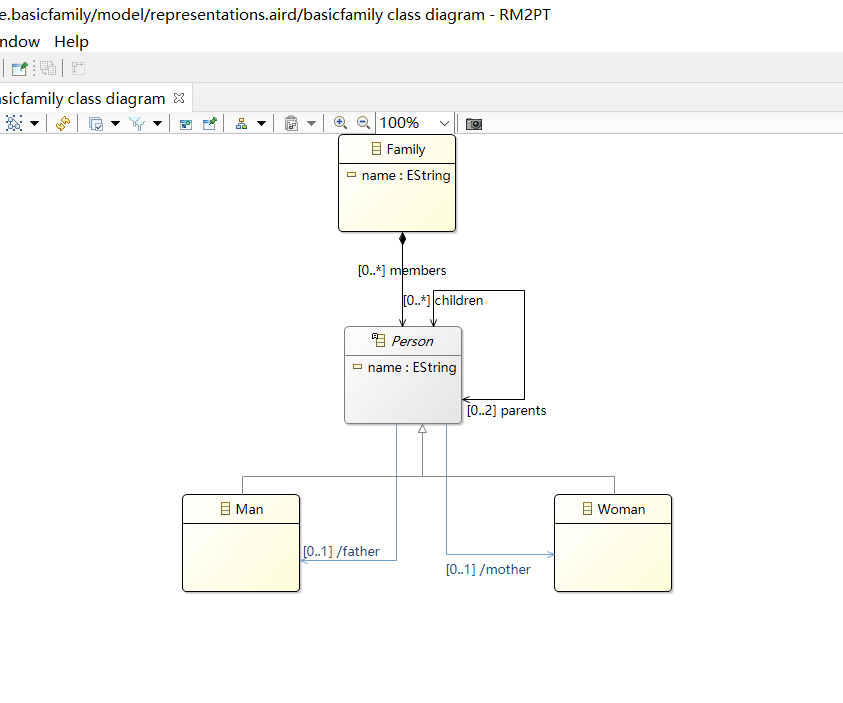 e.basicfamily/model/representations.aird/basicfamily class diagram - RM2PT
ndow Help
sicfamily class diagram
100%
Family
name : EString
[0..*] members
[0..*] children
Person
name : EString
[0..2] parents
Man
Woman
[0..1] /father
[0..1] /mother